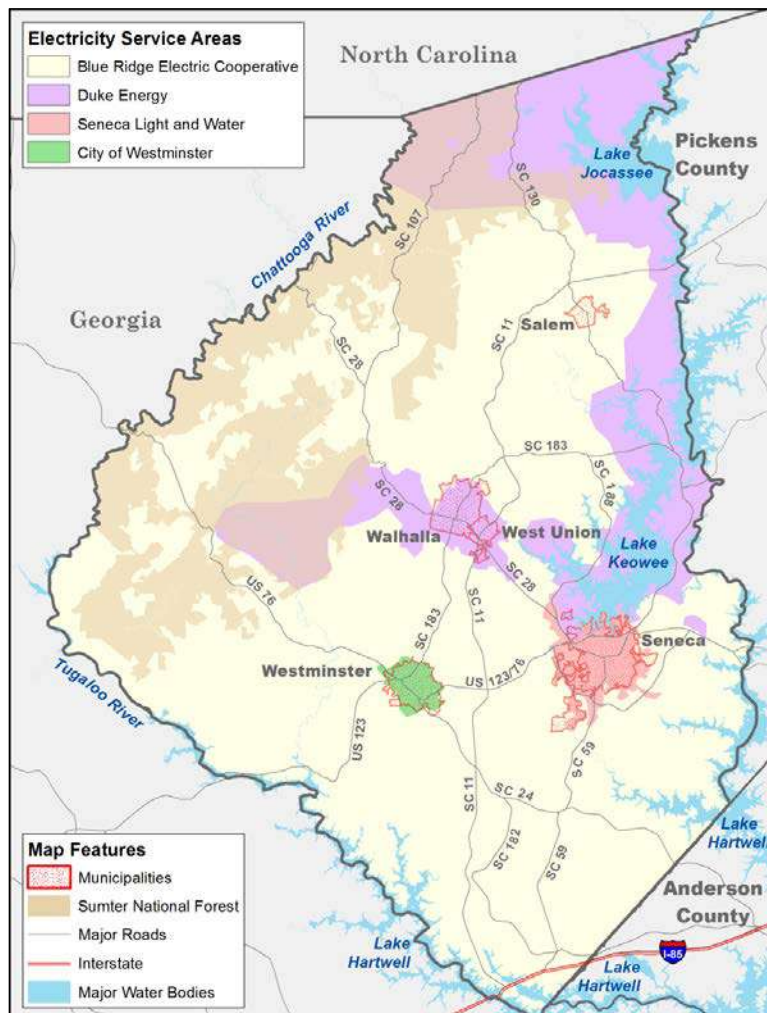 Electricity Service Areas
Blue Ridge Electric Cooperative
Duke Energy
Seneca Light and Water
City of Westminster
North Carolina
Pickens
County
Lake
Jocassee
SC 130
SC 107
Chattooga River
Georgia
Salem
SC 11
SC 28
SC 183
SC 188
SC 28
Walhalla
West Union
Lake
Keowee
SC 28
US 76
SC 183
SC 11
Seneca
Westminster
US 123/76
Tugaloo River
US 123
SC 59
SC 24
SC 11
SC 182
SC 59
Lake
Hartwell
Anderson
County
Lake
Hartwell
I-85
Lake
Hartwell
Map Features
Municipalities
Sumter National Forest
Major Roads
Interstate
Major Water Bodies